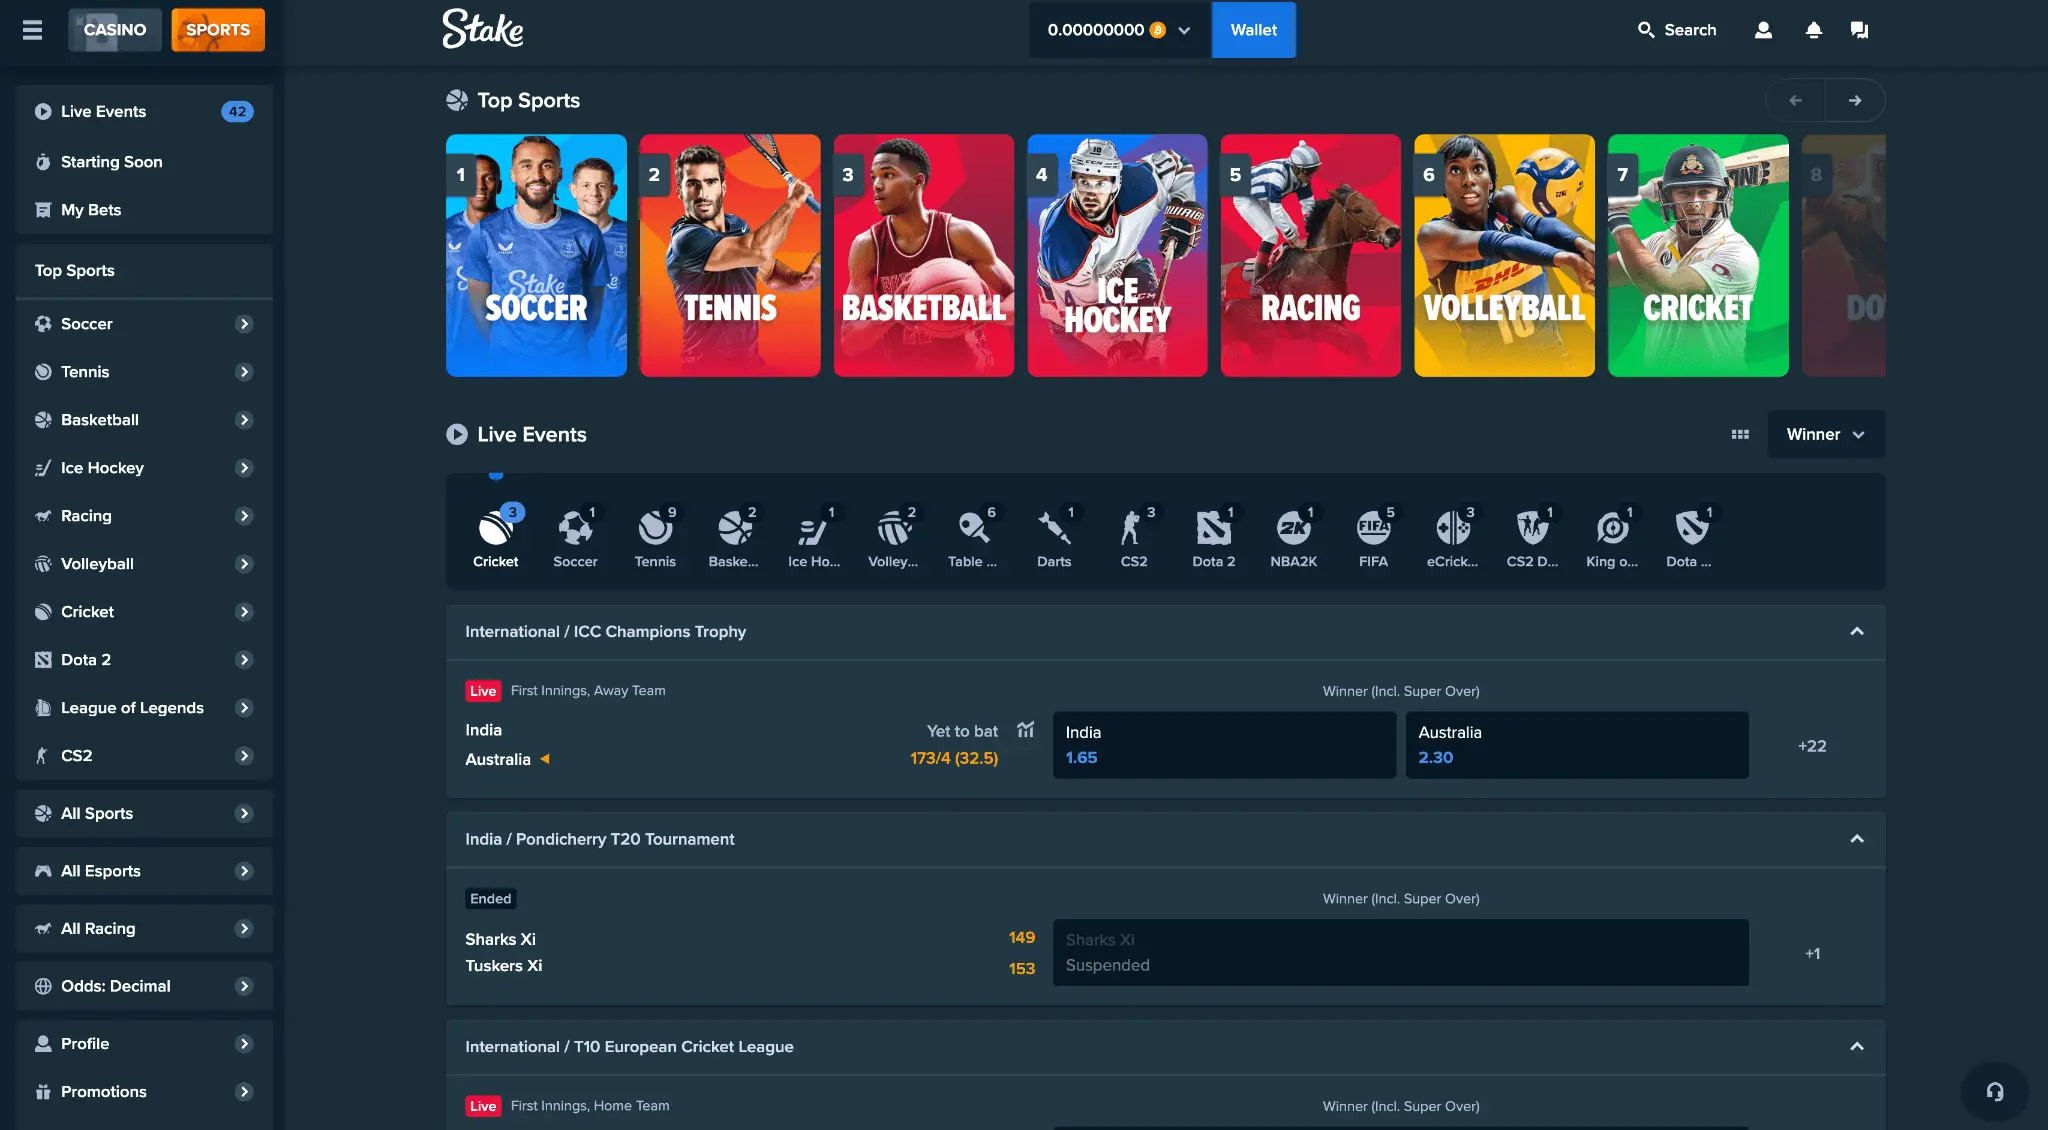 CASINO
SPORTS
Stake
0.00000000
Wallet
Search
Live Events
42
Starting Soon
My Bets
Top Sports
Soccer
Tennis
Basketball
Ice Hockey
Racing
Volleyball
Cricket
Dota 2
League of Legends
CS2
All Sports
All Esports
All Racing
Odds: Decimal
Profile
Promotions
Top Sports
1
Stake
SOCCER
2
TENNIS
3
BASKETBALL
4
ICE
HOCKEY
5
RACING
6
DHL
VOLLEYBALL
7
CRICKET
8
DO
Live Events
Winner
3
Cricket
1
Soccer
9
Tennis
2
Baske...
1
Ice Ho...
2
Volley...
6
Table ...
1
Darts
3
CS2
1
Dota 2
2K
1
NBA2K
FIFA
5
FIFA
3
eCrick...
1
CS2 D...
1
King o...
1
Dota ...
International / ICC Champions Trophy
Live First Innings, Away Team
Winner (Incl. Super Over)
India
Yet to bat
Australia
173/4 (32.5)
India
1.65
Australia
2.30
+22
India / Pondicherry T20 Tournament
Ended
Winner (Incl. Super Over)
Sharks Xi
149
Tuskers Xi
153
Sharks Xi
Suspended
+1
International / T10 European Cricket League
Live First Innings, Home Team
Winner (Incl. Super Over)